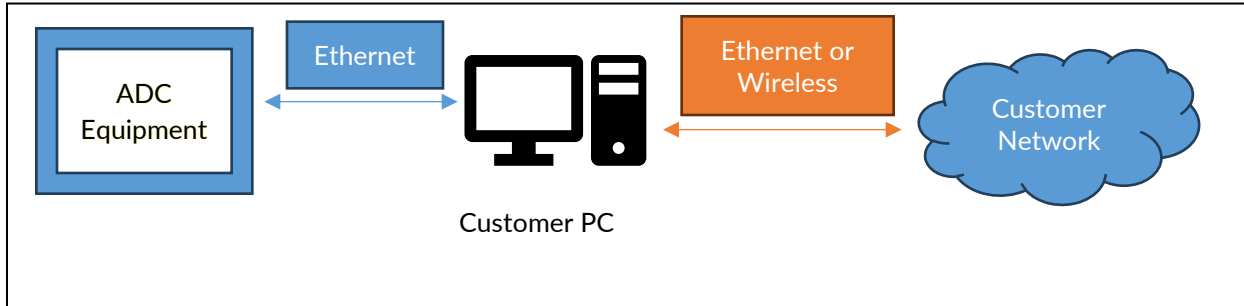 ADC
Equipment
Ethernet
Customer PC
Ethernet or
Wireless
Customer
Network